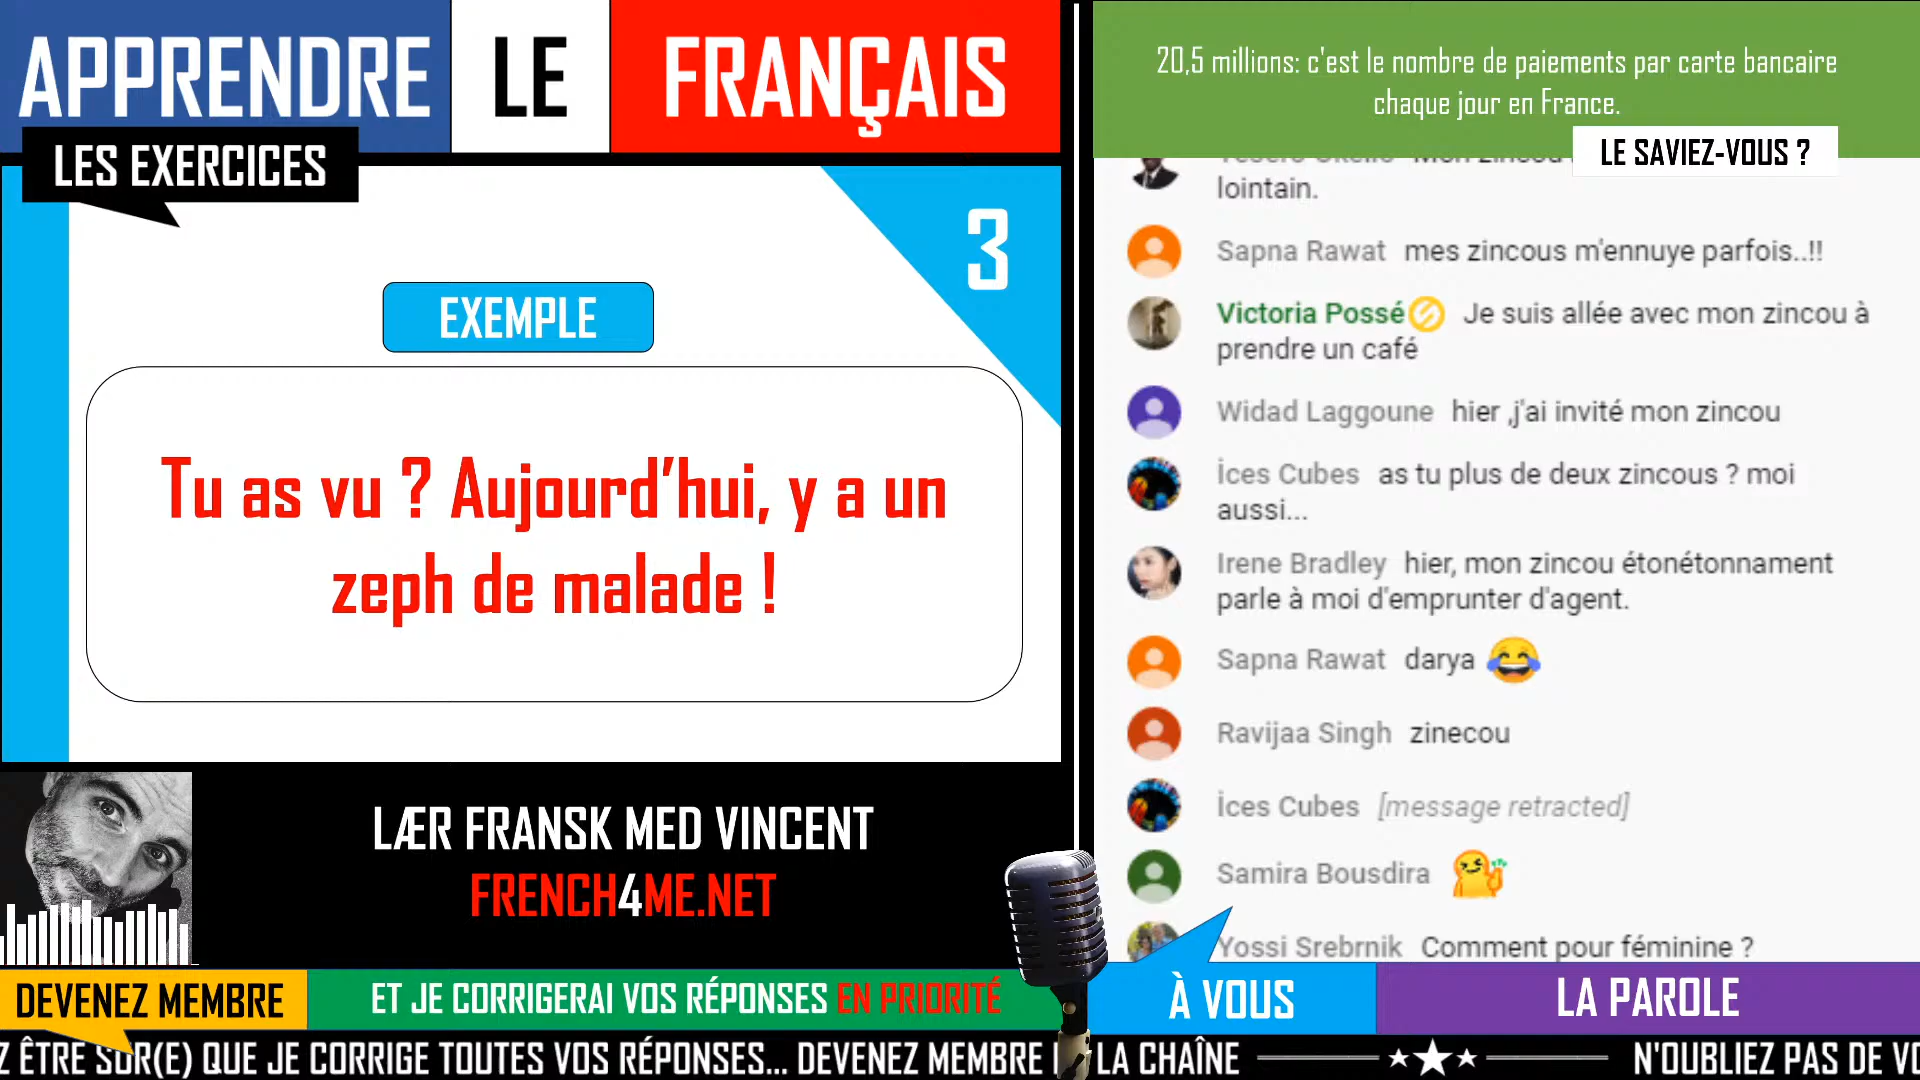 APPRENDRE LE FRANÇAIS
LES EXERCICES
3
EXEMPLE
Tu as vu ? Aujourd’hui, y a un
zeph de malade !
LÆR FRANSK MED VINCENT
FRENCH4ME.NET
DEVENEZ MEMBRE
ET JE CORRIGERAI VOS RÉPONSES EN PRIORITÉ
20,5 millions: c'est le nombre de paiements par carte bancaire
chaque jour en France.
LE SAVIEZ-VOUS ?
lointain.
Sapna Rawat mes zincous m'ennuye parfois..!!
Victoria Possé Je suis allée avec mon zincou à
prendre un café
Widad Laggoune hier ,j'ai invité mon zincou
İces Cubes as tu plus de deux zincous ? moi
aussi...
Irene Bradley hier, mon zincou étonétonnament
parle à moi d'emprunter d'agent.
Sapna Rawat darya 😂
Ravijaa Singh zinecou
İces Cubes [message retracted]
Samira Bousdira
Yossi Srebrnik Comment pour féminine ?
À VOUS
LA PAROLE
Z ÊTRE SÛR(E) QUE JE CORRIGE TOUTES VOS RÉPONSES... DEVENEZ MEMBRE LA CHAÎNE N'OUBLIEZ PAS DE VO